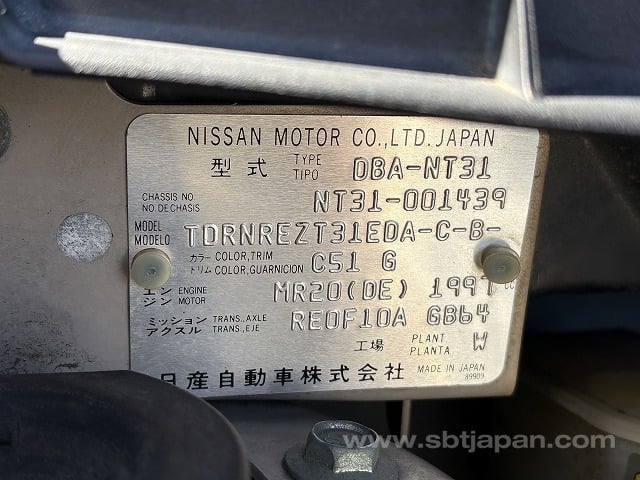 NISSAN MOTOR CO.,LTD. JAPAN
型式 TYPE TIPO DBA-NT31
CHASSIS NO. NO DE CHASIS NT31-001439
MODEL MODELO TDRNREZT31EDA-C-B-
カラー COLOR,TRIM トリム COLOR,GUARNICION C51 G
エンジン ENGINE MOTOR MR20(DE) 1997 CC
ミッション TRANS.,AXLE アクスル TRANS.,EJE RE0F10A GB64
工場 PLANT PLANTA W
日産自動車株式会社 MADE IN JAPAN
89909
www.sbtjapan.com